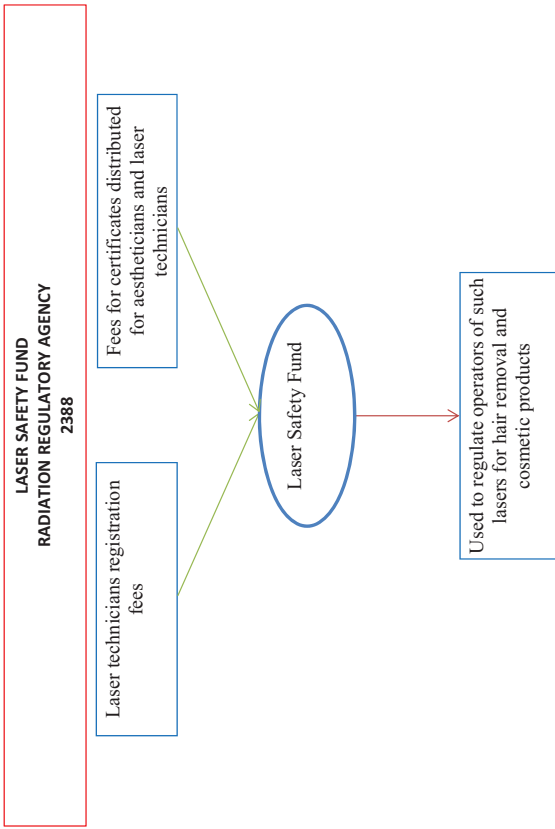 LASER SAFETY FUND
RADIATION REGULATORY AGENCY
2388
Laser technicians registration
fees
Fees for certificates distributed
for aestheticians and laser
technicians
Laser Safety Fund
Used to regulate operators of such
lasers for hair removal and
cosmetic products